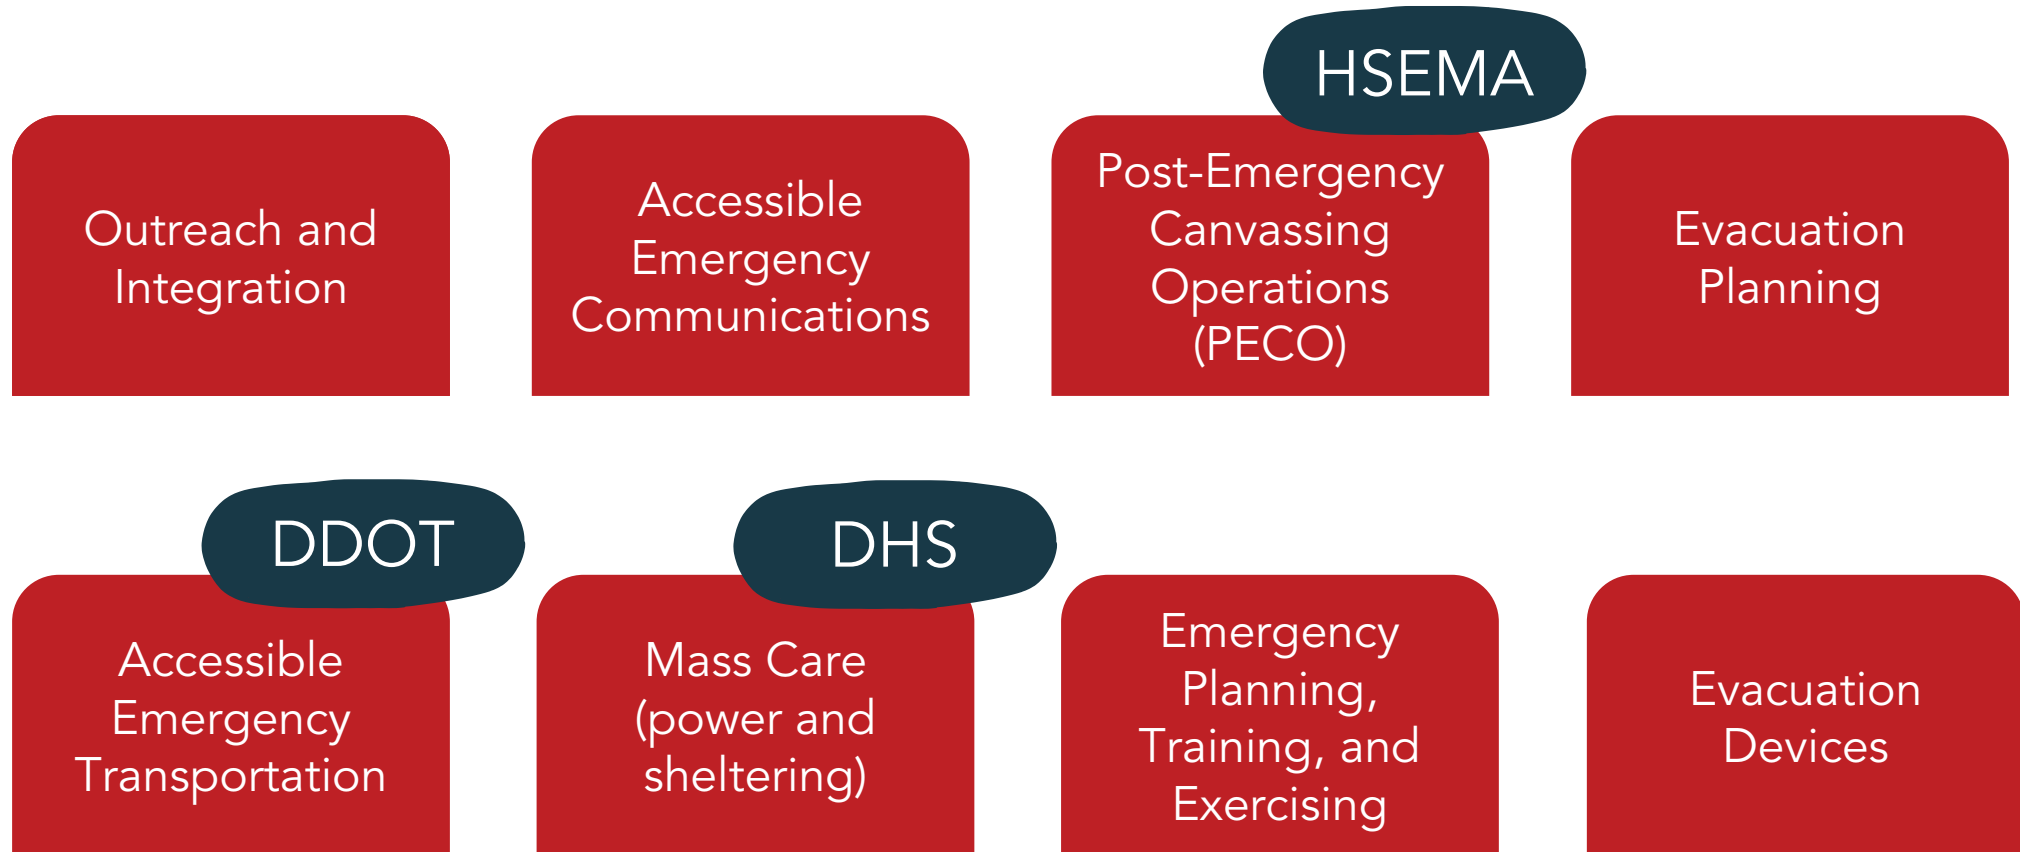 Outreach and
Integration
Accessible
Emergency
Communications
HSEMA
Post-Emergency
Canvassing
Operations
(PECO)
Evacuation
Planning
DDOT
Accessible
Emergency
Transportation
DHS
Mass Care
(power and
sheltering)
Emergency
Planning,
Training, and
Exercising
Evacuation
Devices